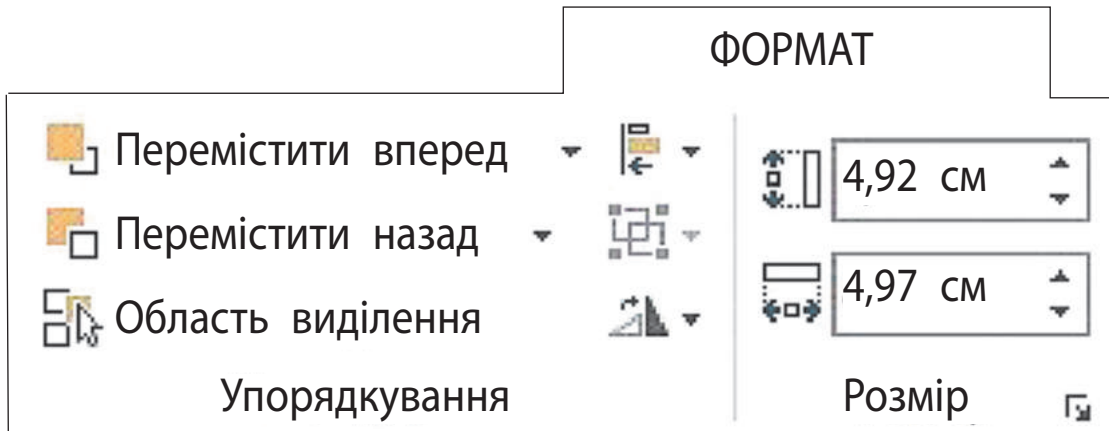 ФОРМАТ
Перемістити вперед
Перемістити назад
Область виділення
Упорядкування
4,92 см
4,97 см
Розмір